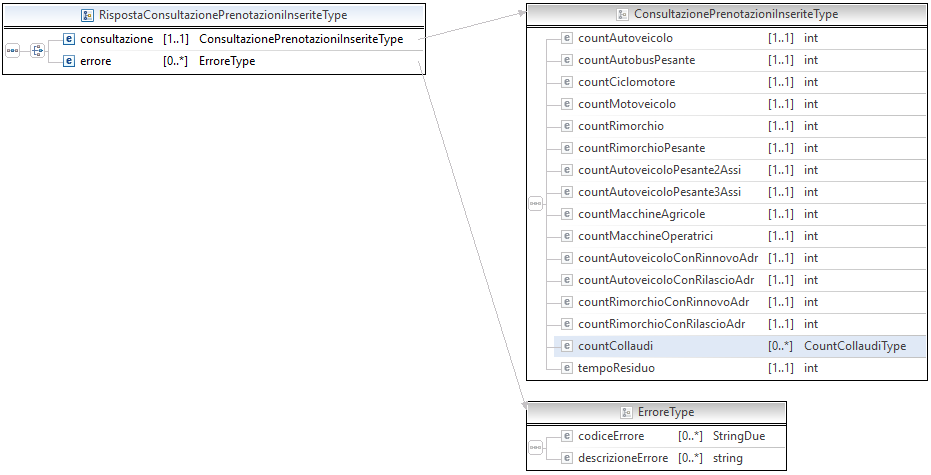 RispostaConsultazionePrenotazioniInseriteType
e consultazione [1..1] ConsultazionePrenotazioniInseriteType
e errore [0..*] ErroreType
ConsultazionePrenotazioniInseriteType
e countAutoveicolo [1..1] int
e countAutobusPesante [1..1] int
e countCiclomotore [1..1] int
e countMotoveicolo [1..1] int
e countRimorchio [1..1] int
e countRimorchioPesante [1..1] int
e countAutoveicoloPesante2Assi [1..1] int
e countAutoveicoloPesante3Assi [1..1] int
e countMacchineAgricole [1..1] int
e countMacchineOperatrici [1..1] int
e countAutoveicoloConRinnovoAdr [1..1] int
e countAutoveicoloConRilascioAdr [1..1] int
e countRimorchioConRinnovoAdr [1..1] int
e countRimorchioConRilascioAdr [1..1] int
e countCollaudi [0..*] CountCollaudiType
e tempoResiduo [1..1] int
ErroreType
e codiceErrore [0..*] StringDue
e descrizioneErrore [0..*] string